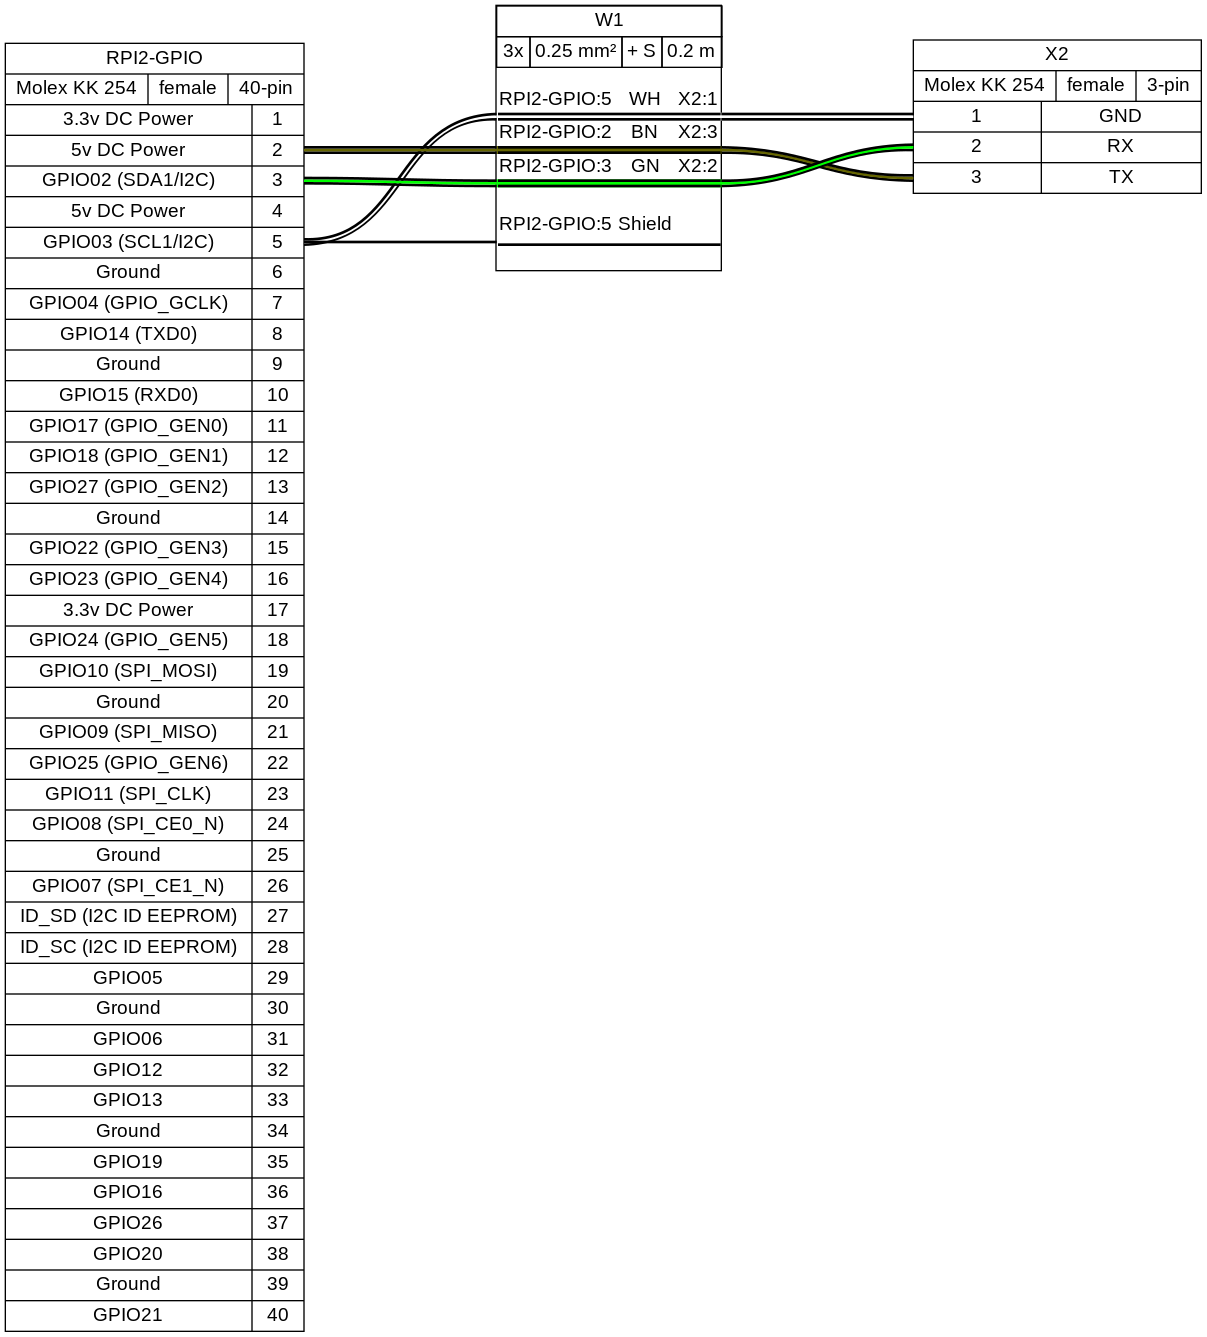 RPI2-GPIO
Molex KK 254 female 40-pin
3.3v DC Power 1
5v DC Power 2
GPIO02 (SDA1/I2C) 3
5v DC Power 4
GPIO03 (SCL1/I2C) 5
Ground 6
GPIO04 (GPIO_GCLK) 7
GPIO14 (TXD0) 8
Ground 9
GPIO15 (RXD0) 10
GPIO17 (GPIO_GEN0) 11
GPIO18 (GPIO_GEN1) 12
GPIO27 (GPIO_GEN2) 13
Ground 14
GPIO22 (GPIO_GEN3) 15
GPIO23 (GPIO_GEN4) 16
3.3v DC Power 17
GPIO24 (GPIO_GEN5) 18
GPIO10 (SPI_MOSI) 19
Ground 20
GPIO09 (SPI_MISO) 21
GPIO25 (GPIO_GEN6) 22
GPIO11 (SPI_CLK) 23
GPIO08 (SPI_CE0_N) 24
Ground 25
GPIO07 (SPI_CE1_N) 26
ID_SD (I2C ID EEPROM) 27
ID_SC (I2C ID EEPROM) 28
GPIO05 29
Ground 30
GPIO06 31
GPIO12 32
GPIO13 33
Ground 34
GPIO19 35
GPIO16 36
GPIO26 37
GPIO20 38
Ground 39
GPIO21 40
W1
3x 0.25 mm² + S 0.2 m
RPI2-GPIO:5 WH X2:1
RPI2-GPIO:2 BN X2:3
RPI2-GPIO:3 GN X2:2
RPI2-GPIO:5 Shield
X2
Molex KK 254 female 3-pin
1 GND
2 RX
3 TX